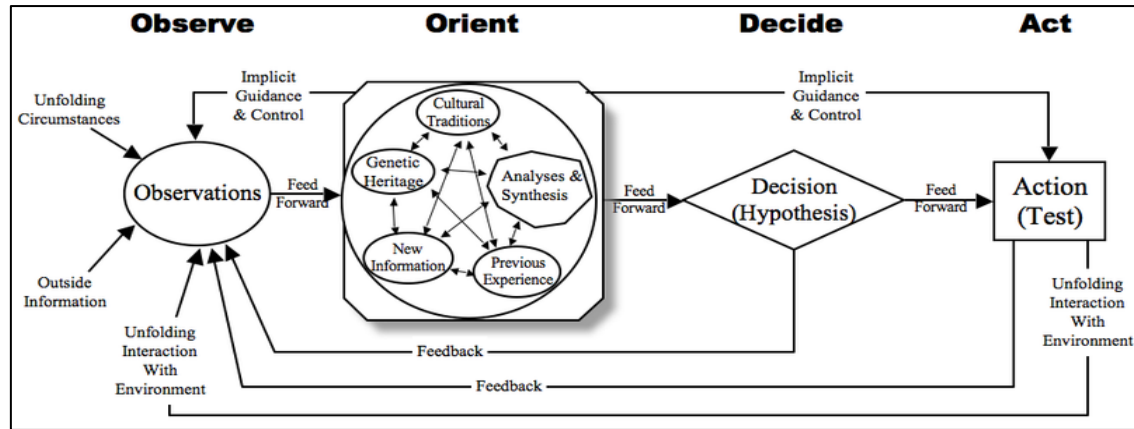 Observe
Orient
Decide
Act
Implicit
Guidance
& Control
Unfolding
Circumstances
Observations
Outside
Information
Unfolding
Interaction
With
Environment
Feed
Forward
Cultural
Traditions
Genetic
Heritage
Analyses &
Synthesis
New
Information
Previous
Experience
Feed
Forward
Decision
(Hypothesis)
Implicit
Guidance
& Control
Feed
Forward
Action
(Test)
Unfolding
Interaction
With
Environment
Feedback
Feedback